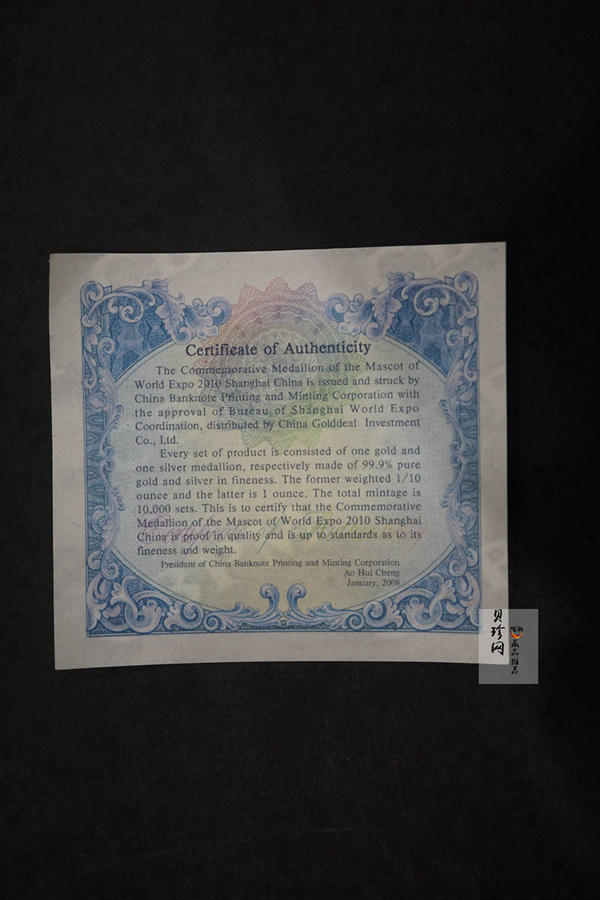 Certificate of Authenticity
The Commemorative Medallion of the Mascot of
World Expo 2010 Shanghai China is issued and struck by
China Banknote Printing and Minting Corporation with
the approval of Bureau of Shanghai World Expo
Coordination, distributed by China Golddeal Investment
Co., Ltd.
Every set of product is consisted of one gold and
one silver medallion, respectively made of 99.9% pure
gold and silver in fineness. The former weighted 1/10
ounce and the latter is 1 ounce. The total mintage is
10,000 sets. This is to certify that the Commemorative
Medallion of the Mascot of World Expo 2010 Shanghai
China is proof in quality and is up to standards as to its
fineness and weight.
President of China Banknote Printing and Minting Corporation
Ao Hui Cheng
January, 2008
贝珍网
藏品推荐